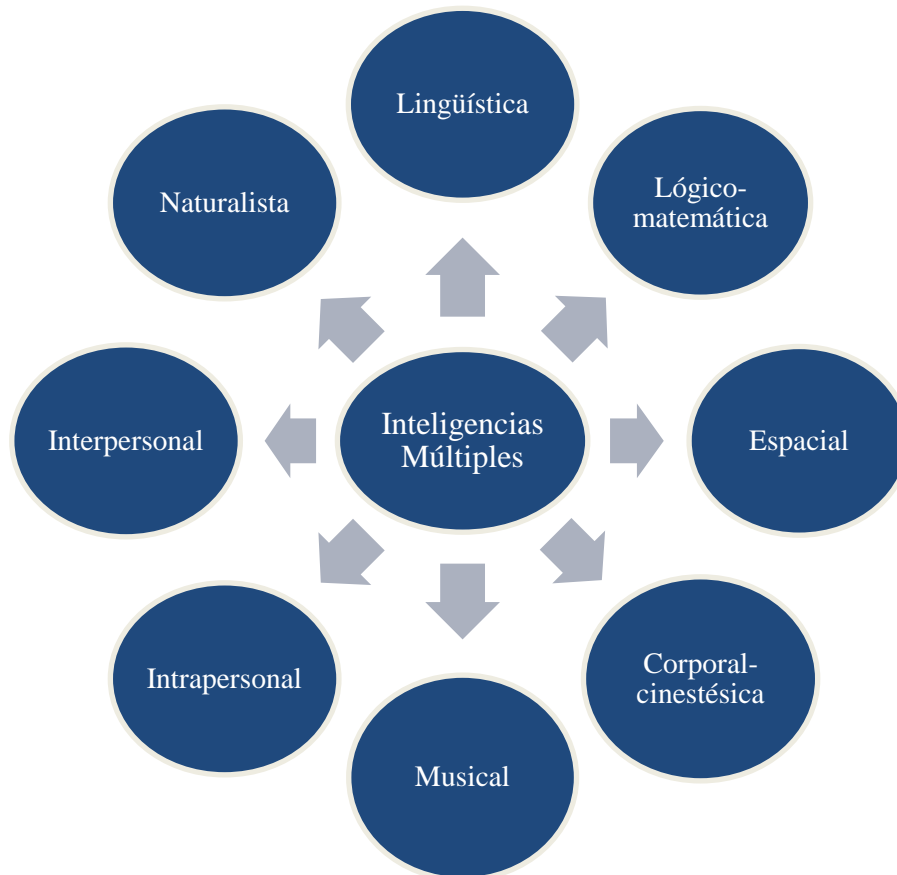 Lingüística
Naturalista
Lógico-
matemática
Interpersonal
Inteligencias
Múltiples
Espacial
Intrapersonal
Corporal-
cinestésica
Musical